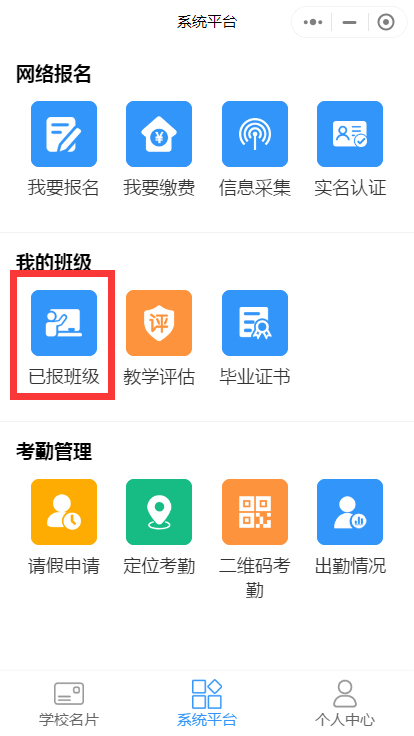 系统平台
网络报名
我要报名 我要缴费 信息采集 实名认证
我的班级
评
已报班级 教学评估 毕业证书
考勤管理
请假申请 定位考勤 二维码考勤 出勤情况
学校名片 系统平台 个人中心